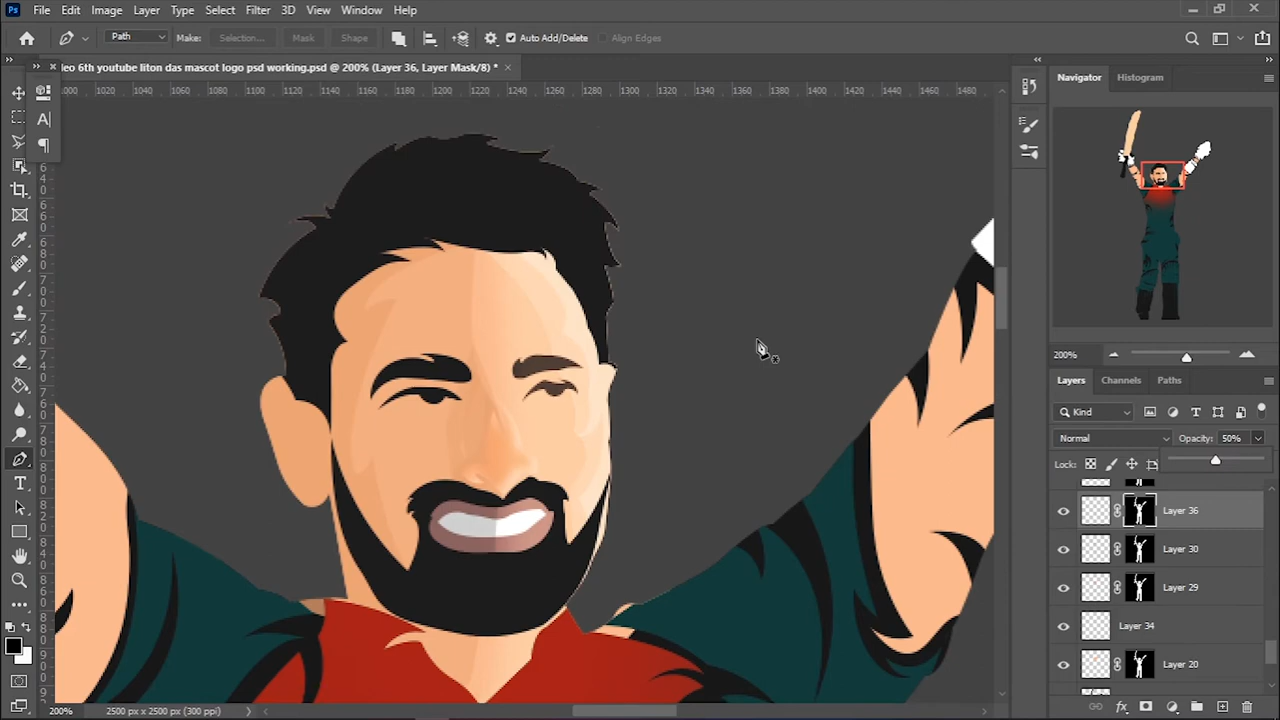 Ps File Edit Image Layer Type Select Filter 3D View Window Help
Path Make: Selection... Mask Shape Auto Add/Delete Align Edges
deo 6th youtube liton das mascot logo psd working.psd @ 200% (Layer 36, Layer Mask/8) * ×
1000 1020 1040 1060 1080 1100 1120 1140 1160 1180 1200 1220 1240 1260 1280 1300 1320 1340 1360 1380 1400 1420 1440 1460 1480
Navigator Histogram
200%
Layers Channels Paths
Kind
Normal Opacity: 50%
Lock:
Layer 36
Layer 30
Layer 29
Layer 34
Layer 20
200% 2500 px x 2500 px (300 ppi)